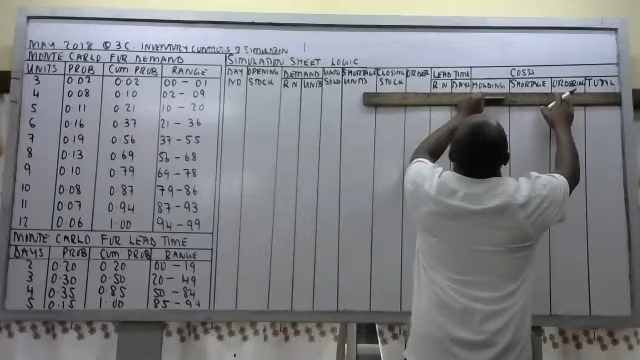 MAY 2018 Q3C: INVENTORY CONTROLS & SIMULATION
MONTE CARLO FOR DEMAND
UNITS PROB CUM PROB RANGE
3 0.02 0.02 00 - 01
4 0.08 0.10 02 - 09
5 0.11 0.21 10 - 20
6 0.16 0.37 21 - 36
7 0.19 0.56 37 - 55
8 0.13 0.69 56 - 68
9 0.10 0.79 69 - 78
10 0.08 0.87 79 - 86
11 0.07 0.94 87 - 93
12 0.06 1.00 94 - 99
MONTE CARLO FOR LEAD TIME
DAYS PROB CUM PROB RANGE
2 0.20 0.20 00 - 19
3 0.30 0.50 20 - 49
4 0.35 0.85 50 - 84
5 0.15 1.00 85 - 99
SIMULATION SHEET: LOGIC
DAY OPENING DEMAND UNITS SHORTAGE CLOSING ORDER LEAD TIME COSTS
NO STOCK RN UNITS SOLD UNITS STOCK RN DAYS HOLDING SHORTAGE ORDERING TOTAL